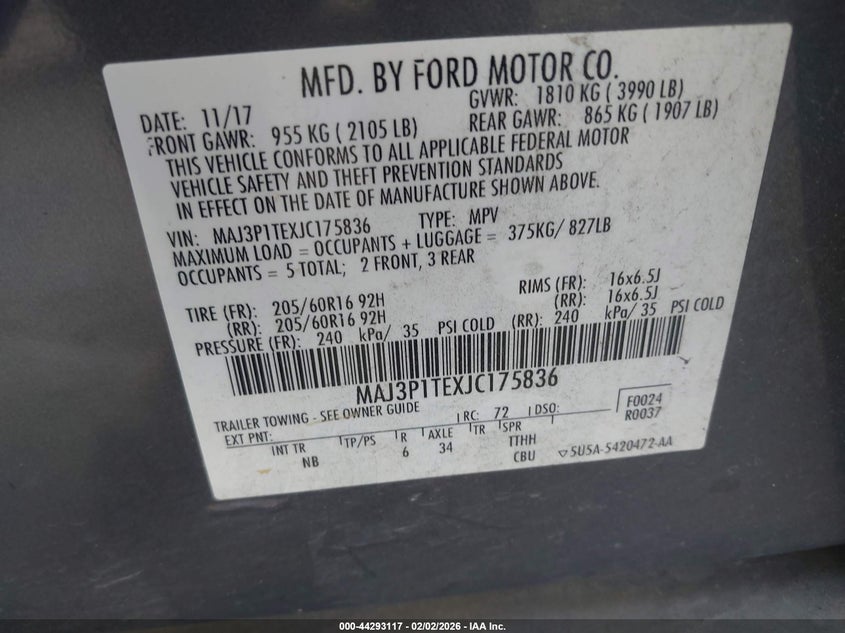 MFD. BY FORD MOTOR CO.
DATE: 11/17 GVWR: 1810 KG ( 3990 LB)
FRONT GAWR: 955 KG ( 2105 LB) REAR GAWR: 865 KG ( 1907 LB)
THIS VEHICLE CONFORMS TO ALL APPLICABLE FEDERAL MOTOR
VEHICLE SAFETY AND THEFT PREVENTION STANDARDS
IN EFFECT ON THE DATE OF MANUFACTURE SHOWN ABOVE.
VIN: MAJ3P1TEXJC175836 TYPE: MPV
MAXIMUM LOAD = OCCUPANTS + LUGGAGE = 375KG/ 827LB
OCCUPANTS = 5 TOTAL; 2 FRONT, 3 REAR
TIRE (FR): 205/60R16 92H RIMS (FR): 16x6.5J
(RR): 205/60R16 92H (RR): 16x6.5J
PRESSURE (FR): 240 kPa/ 35 PSI COLD (RR): 240 kPa/ 35 PSI COLD
MAJ3P1TEXJC175836
TRAILER TOWING - SEE OWNER GUIDE RC: 72 DSO: F0024
R0037
EXT PNT: INT TR TP/PS R AXLE TR SPR
NB 6 34 TTHH
CBU 5U5A-5420472-AA
000-44293117 - 02/02/2026 - IAA Inc.